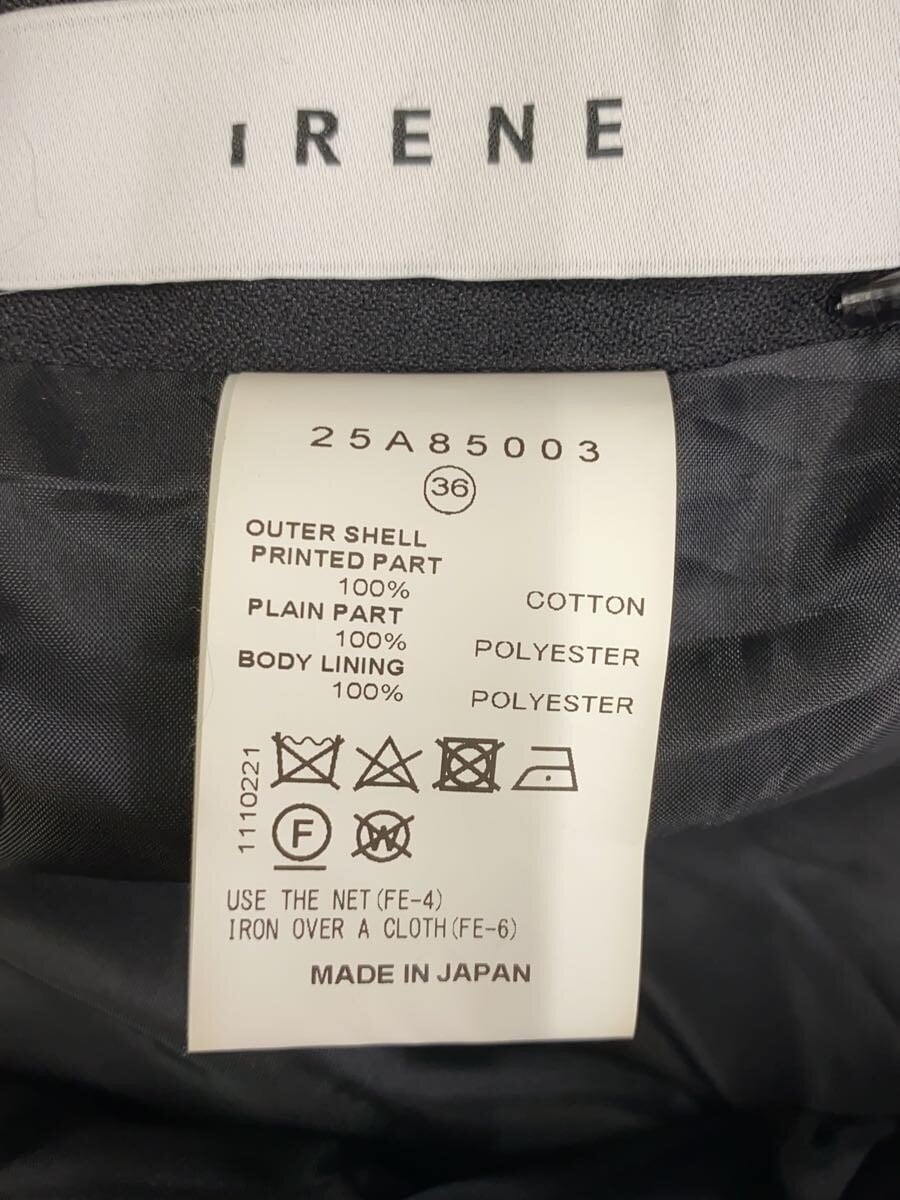 IRENE
25A85003
36
OUTER SHELL
PRINTED PART
100% COTTON
PLAIN PART
100% POLYESTER
BODY LINING
100% POLYESTER
1110221
F
W
USE THE NET(FE-4)
IRON OVER A CLOTH(FE-6)
MADE IN JAPAN